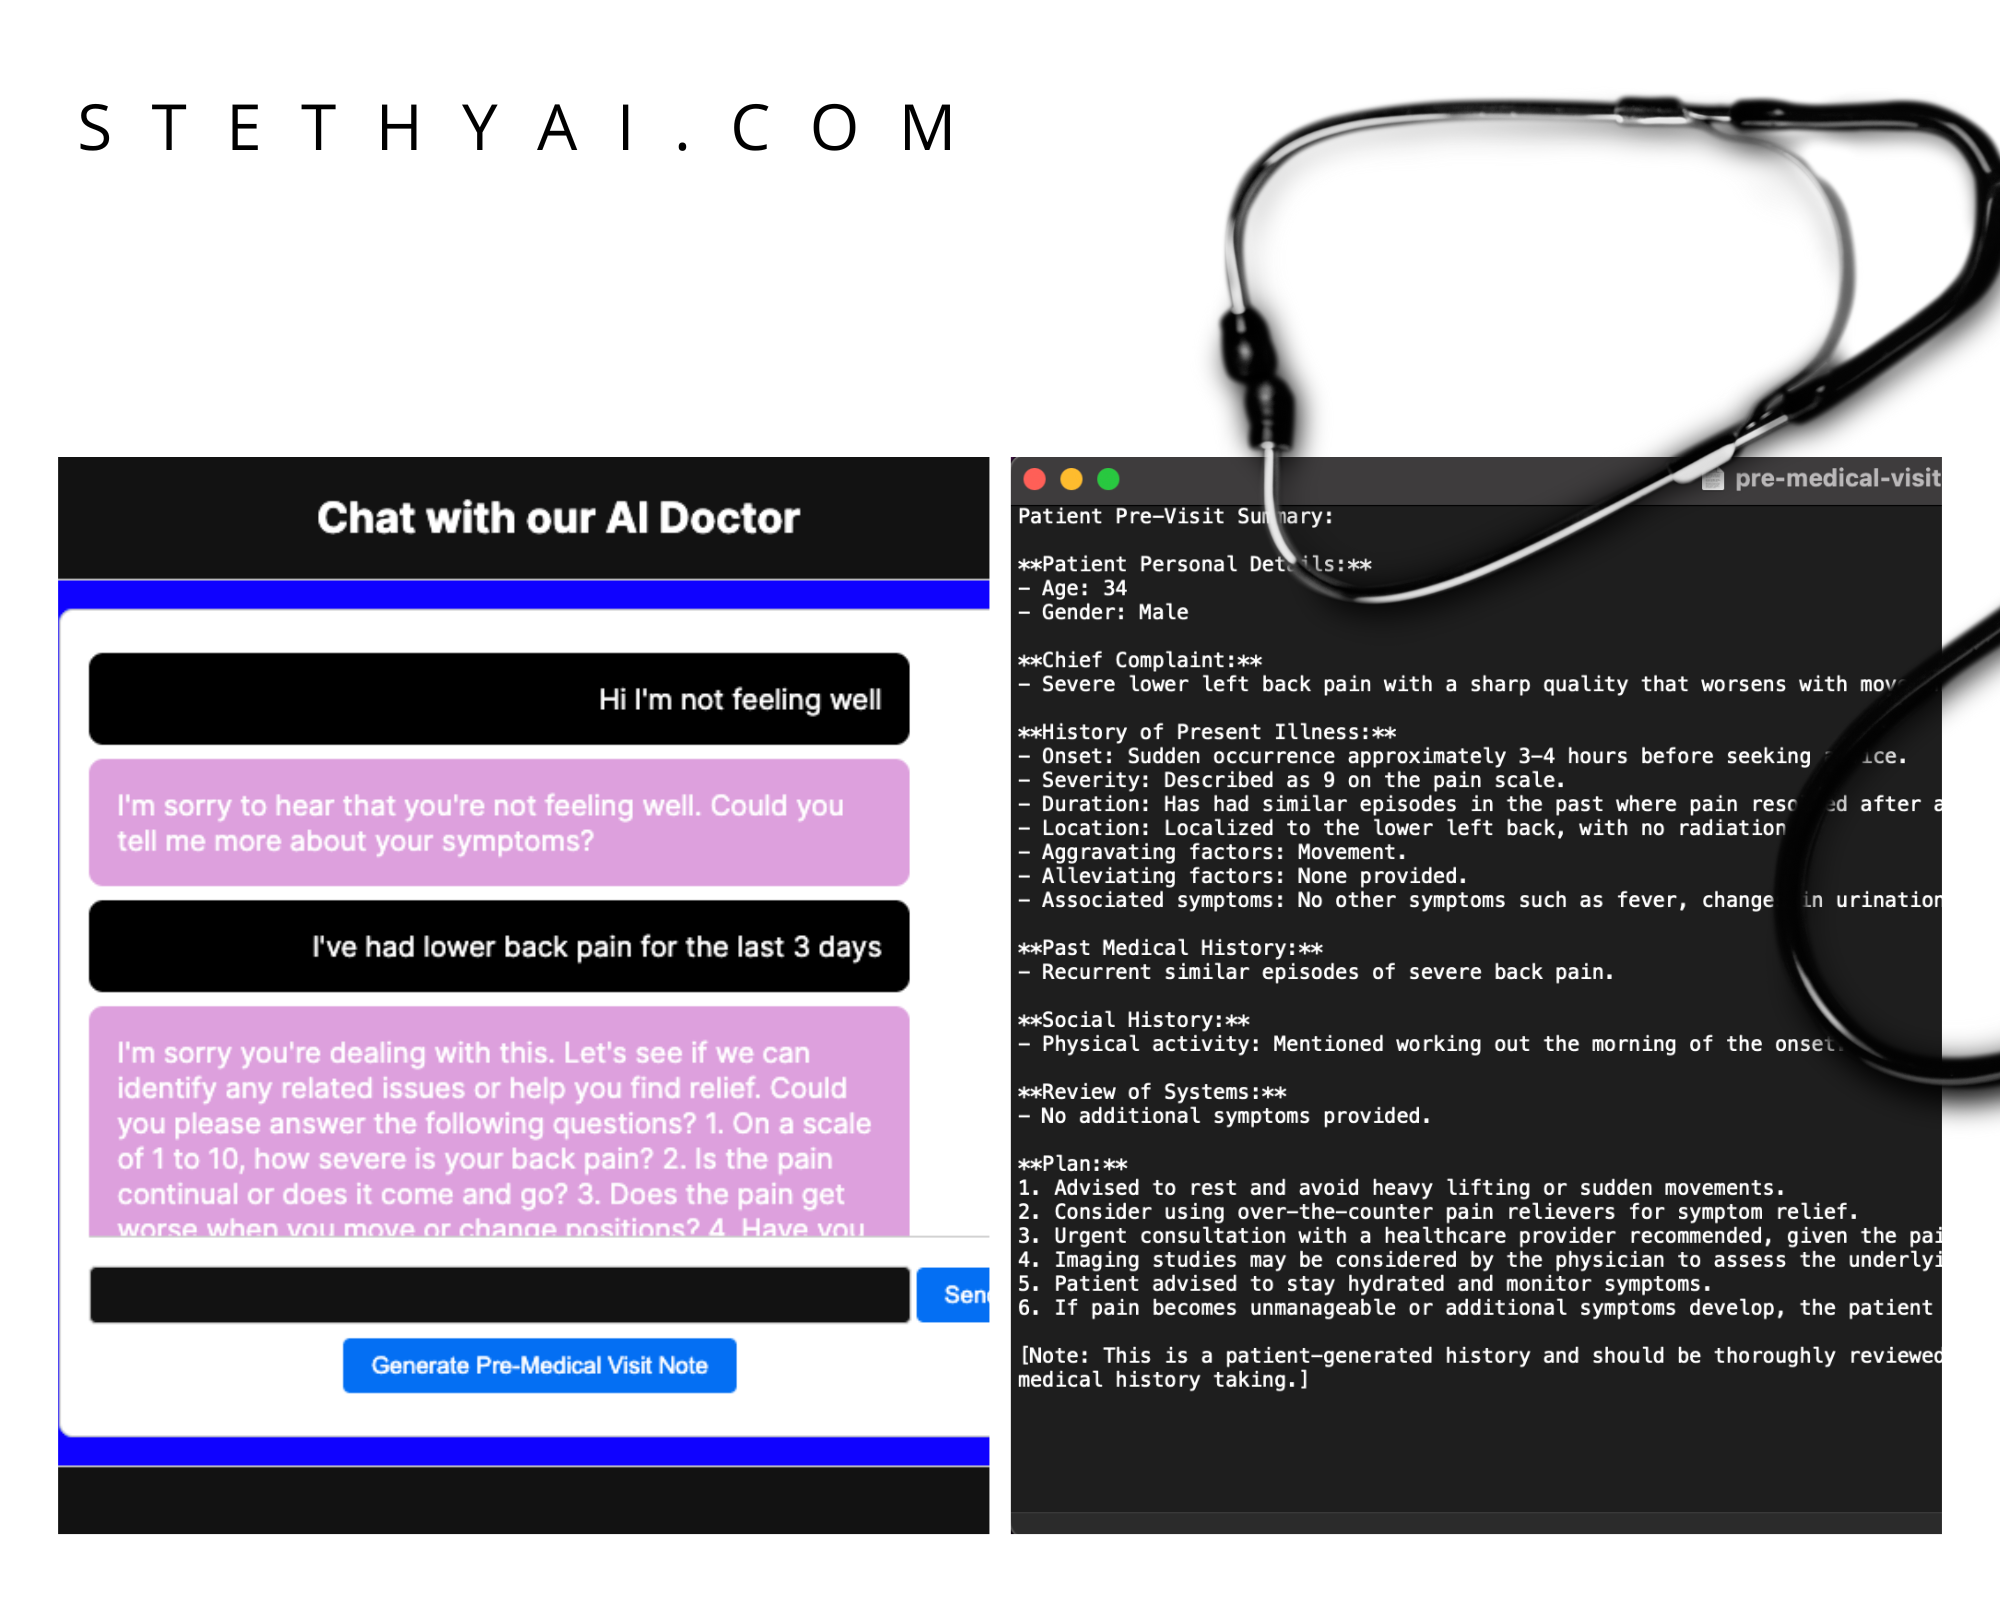 STETHYAI.COM
Chat with our AI Doctor
Hi I'm not feeling well
I'm sorry to hear that you're not feeling well. Could you
tell me more about your symptoms?
I've had lower back pain for the last 3 days
I'm sorry you're dealing with this. Let's see if we can
identify any related issues or help you find relief. Could
you please answer the following questions? 1. On a scale
of 1 to 10, how severe is your back pain? 2. Is the pain
continual or does it come and go? 3. Does the pain get
worse when you move or change positions? 4. Have you
Sen
Generate Pre-Medical Visit Note
pre-medical-visit
Patient Pre-Visit Summary:
**Patient Personal Details:**
- Age: 34
- Gender: Male
**Chief Complaint:**
- Severe lower left back pain with a sharp quality that worsens with mov
**History of Present Illness:**
- Onset: Sudden occurrence approximately 3-4 hours before seeking advice.
- Severity: Described as 9 on the pain scale.
- Duration: Has had similar episodes in the past where pain resolved after a
- Location: Localized to the lower left back, with no radiation
- Aggravating factors: Movement.
- Alleviating factors: None provided.
- Associated symptoms: No other symptoms such as fever, change in urination
**Past Medical History:**
- Recurrent similar episodes of severe back pain.
**Social History:**
- Physical activity: Mentioned working out the morning of the onset.
**Review of Systems:**
- No additional symptoms provided.
**Plan:**
1. Advised to rest and avoid heavy lifting or sudden movements.
2. Consider using over-the-counter pain relievers for symptom relief.
3. Urgent consultation with a healthcare provider recommended, given the pai
4. Imaging studies may be considered by the physician to assess the underlyi
5. Patient advised to stay hydrated and monitor symptoms.
6. If pain becomes unmanageable or additional symptoms develop, the patient
[Note: This is a patient-generated history and should be thoroughly reviewed
medical history taking.]